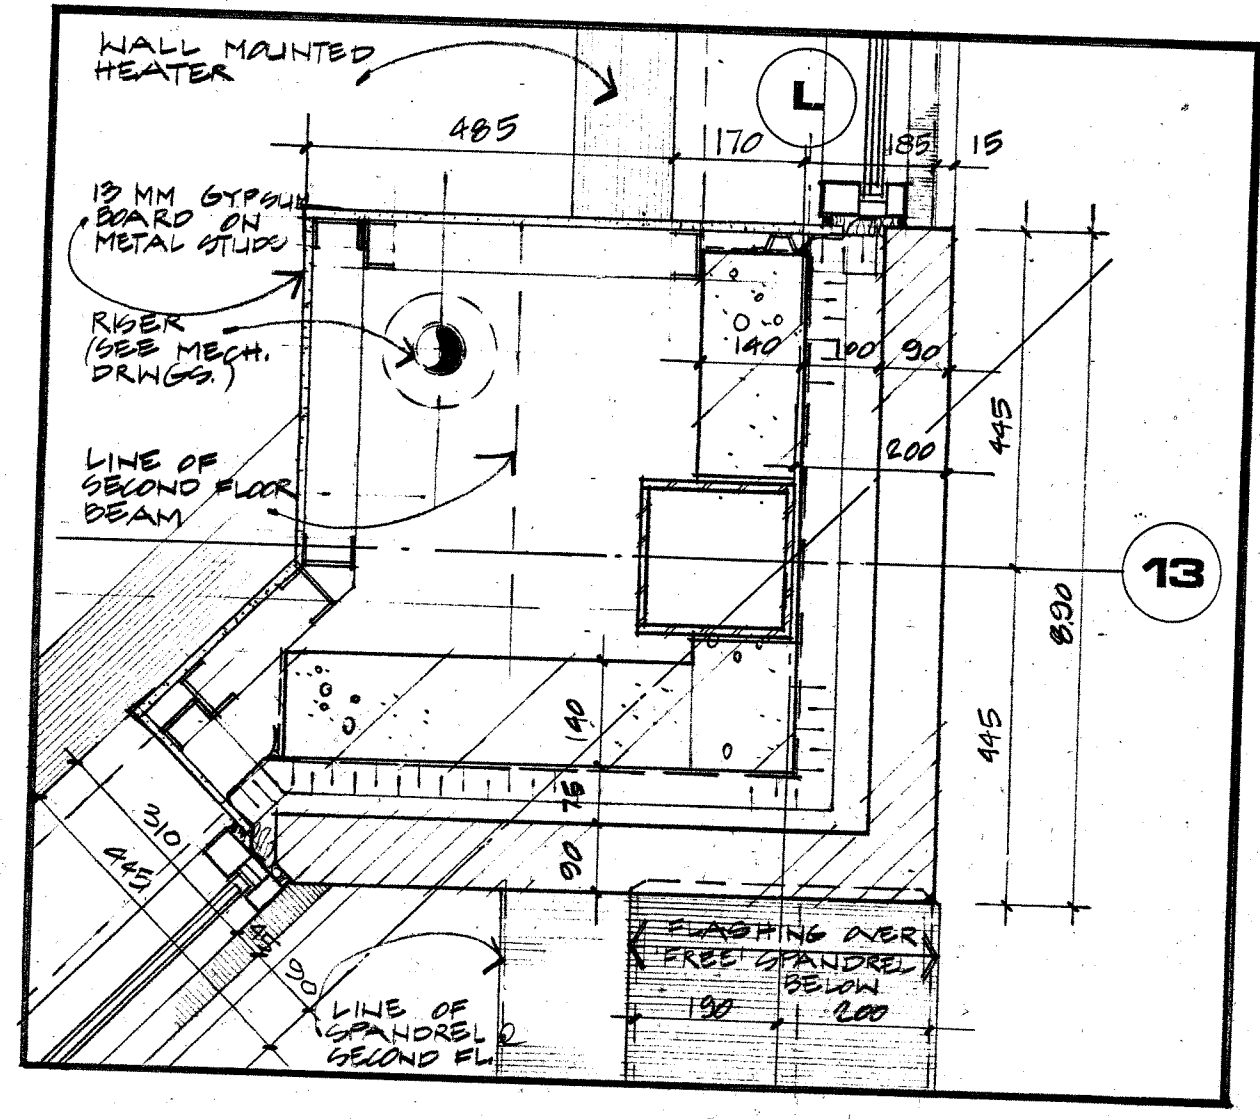 WALL MOUNTED
HEATER
L
485
170
185
15
13 MM GYPSUM
BOARD ON
METAL STUDS
RISER
(SEE MECH.
DRWGS.)
140
100
90
200
445
LINE OF
SECOND FLOOR
BEAM
13
890
140
445
75
90
310
445
45
90
FLASHING OVER
"FREE" SPANDREL
BELOW
190
200
LINE OF
SPANDREL @
SECOND FL.